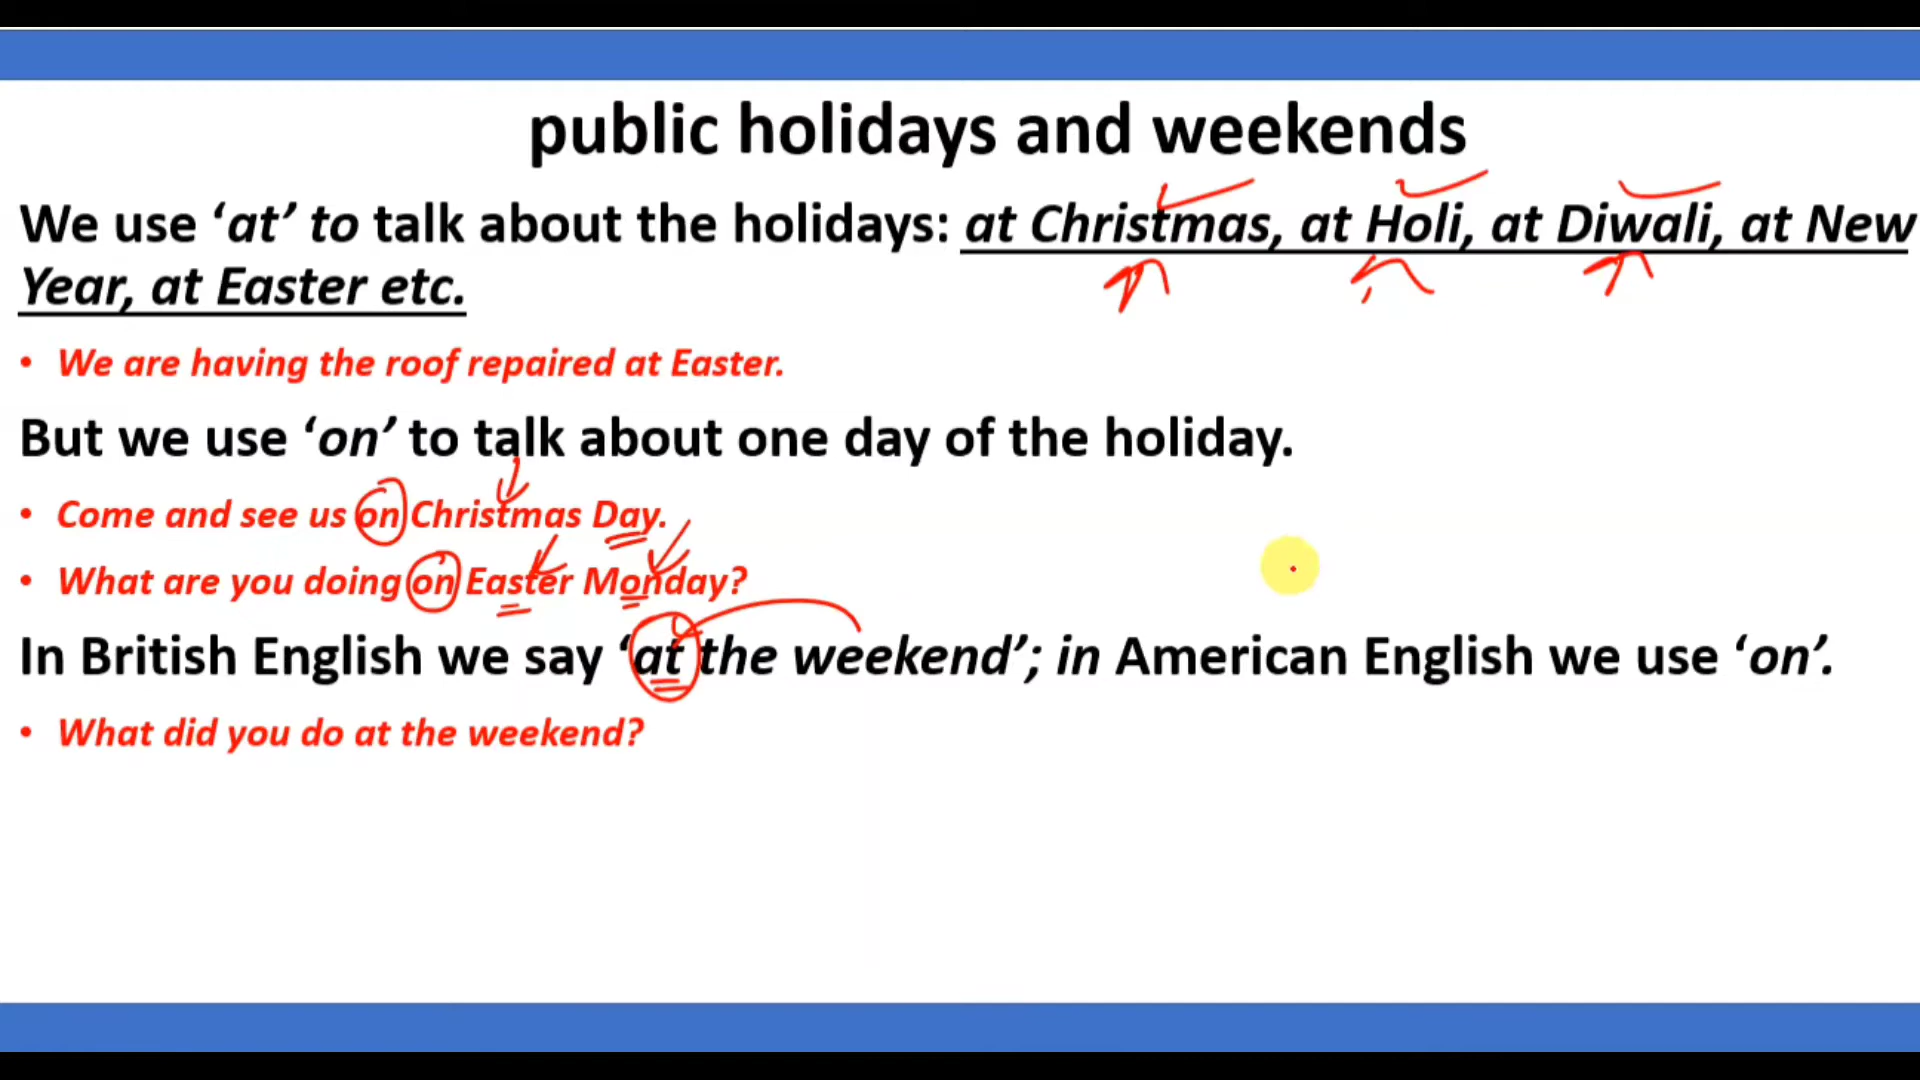 public holidays and weekends
We use ‘at’ to talk about the holidays: at Christmas, at Holi, at Diwali, at New
Year, at Easter etc.
• We are having the roof repaired at Easter.
But we use ‘on’ to talk about one day of the holiday.
• Come and see us on Christmas Day.
• What are you doing on Easter Monday?
In British English we say ‘at the weekend’; in American English we use ‘on’.
• What did you do at the weekend?